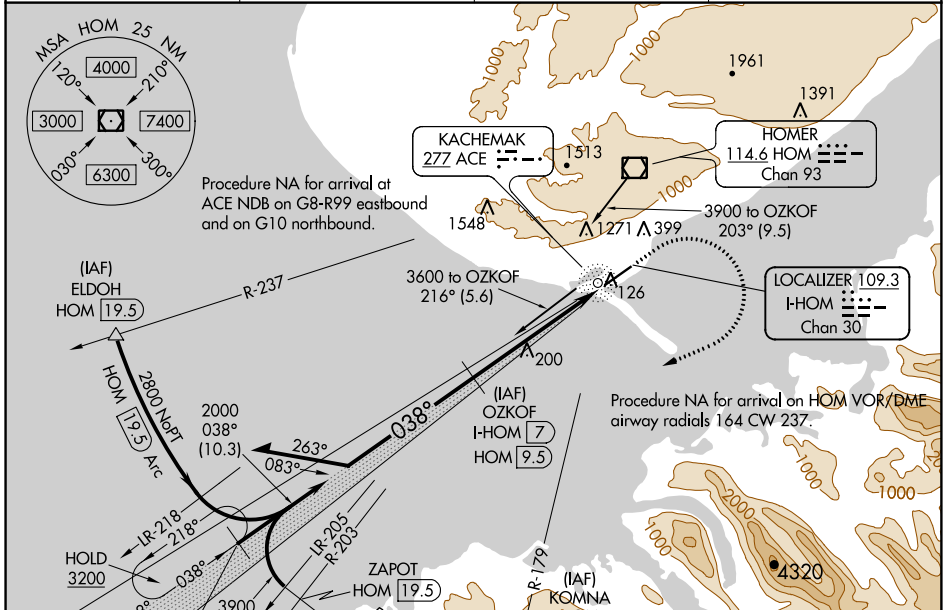 MSA HOM 25 NM
120°
4000
210°
3000
7400
030°
6300
300°
Procedure NA for arrival at
ACE NDB on G8-R99 eastbound
and on G10 northbound.
KACHEMAK
277 ACE
1000
1000
1961
1391
1513
HOMER
114.6 HOM
Chan 93
1000
1548
1271
399
3900 to OZKOF
203° (9.5)
(IAF)
ELDOH
HOM 19.5
R-237
3600 to OZKOF
216° (5.6)
126
LOCALIZER 109.3
I-HOM
Chan 30
200
2800 NoPT
HOM 19.5 Arc
2000
038°
(10.3)
038°
(IAF)
OZKOF
I-HOM 7
HOM 9.5
Procedure NA for arrival on HOM VOR/DME
airway radials 164 CW 237.
263°
083°
LR-218
218°
LR-205
R-203
R-179
1000
2000
1000
1000
HOLD
3200
038°
3900
ZAPOT
HOM 19.5
(IAF)
KOMNA
4320